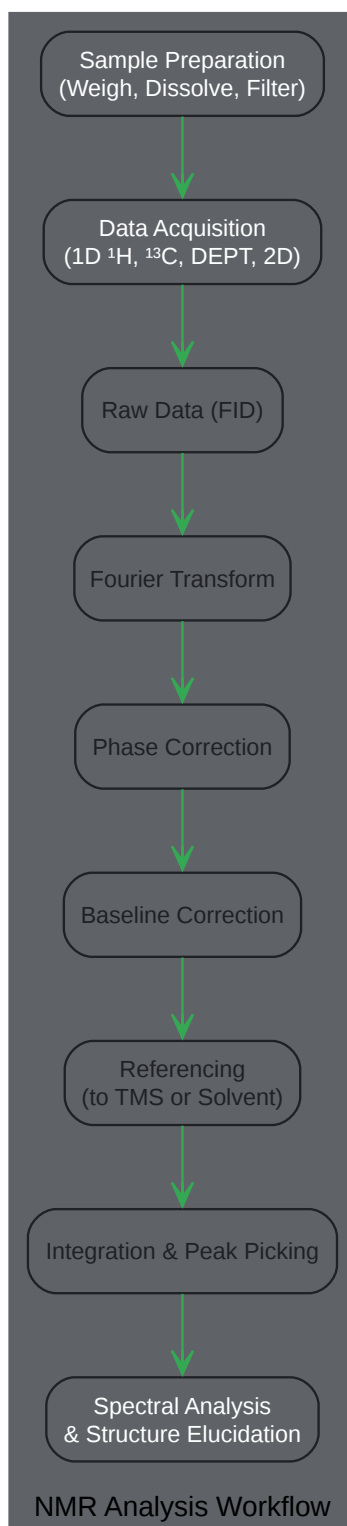 Sample Preparation
(Weigh, Dissolve, Filter)
Data Acquisition
(1D ¹H, ¹³C, DEPT, 2D)
Raw Data (FID)
Fourier Transform
Phase Correction
Baseline Correction
Referencing
(to TMS or Solvent)
Integration & Peak Picking
Spectral Analysis
& Structure Elucidation
NMR Analysis Workflow